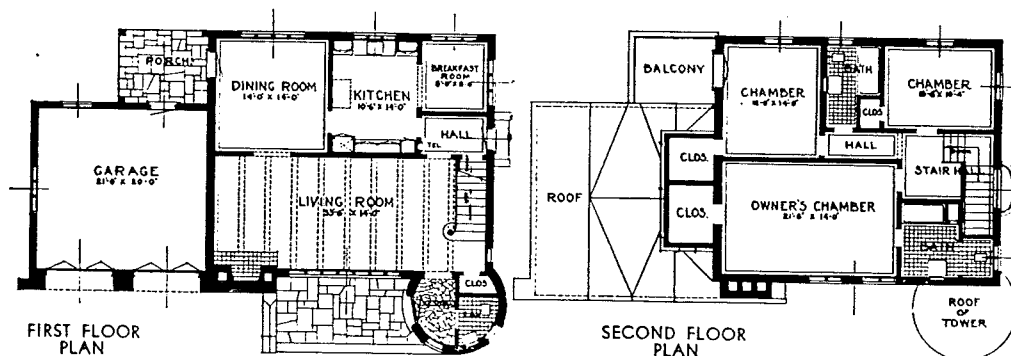 PORCH
DINING ROOM
14'-0" x 14'-0"
KITCHEN
10'-6" x 14'-0"
BREAKFAST
ROOM
HALL
TEL.
GARAGE
21'-6" x 20'-0"
LIVING ROOM
CLOS
FIRST FLOOR
PLAN
BALCONY
CHAMBER
BATH
CLOS
CHAMBER
HALL
STAIR HALL
CLOS.
CLOS.
ROOF
OWNER'S CHAMBER
21'-6" x 14'-0"
BATH
ROOF
OF
TOWER
SECOND FLOOR
PLAN